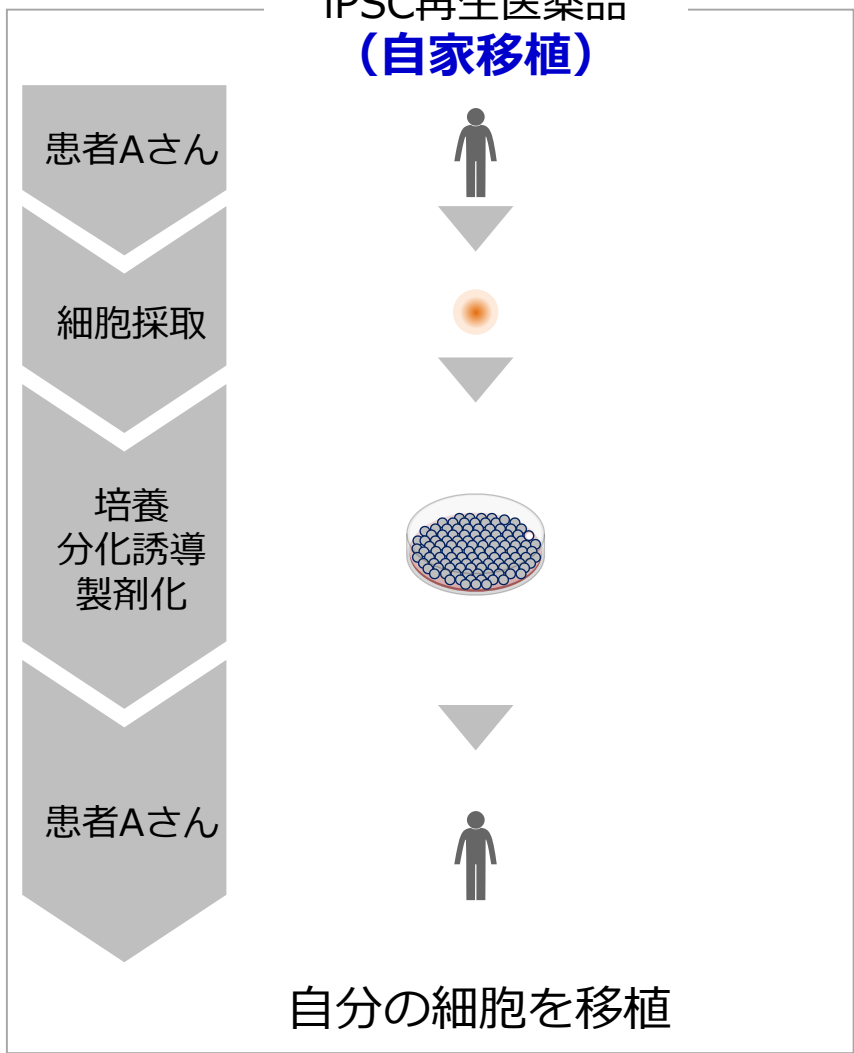 iPSC再生医薬品
（自家移植）
患者Aさん
細胞採取
培養
分化誘導
製剤化
患者Aさん
自分の細胞を移植